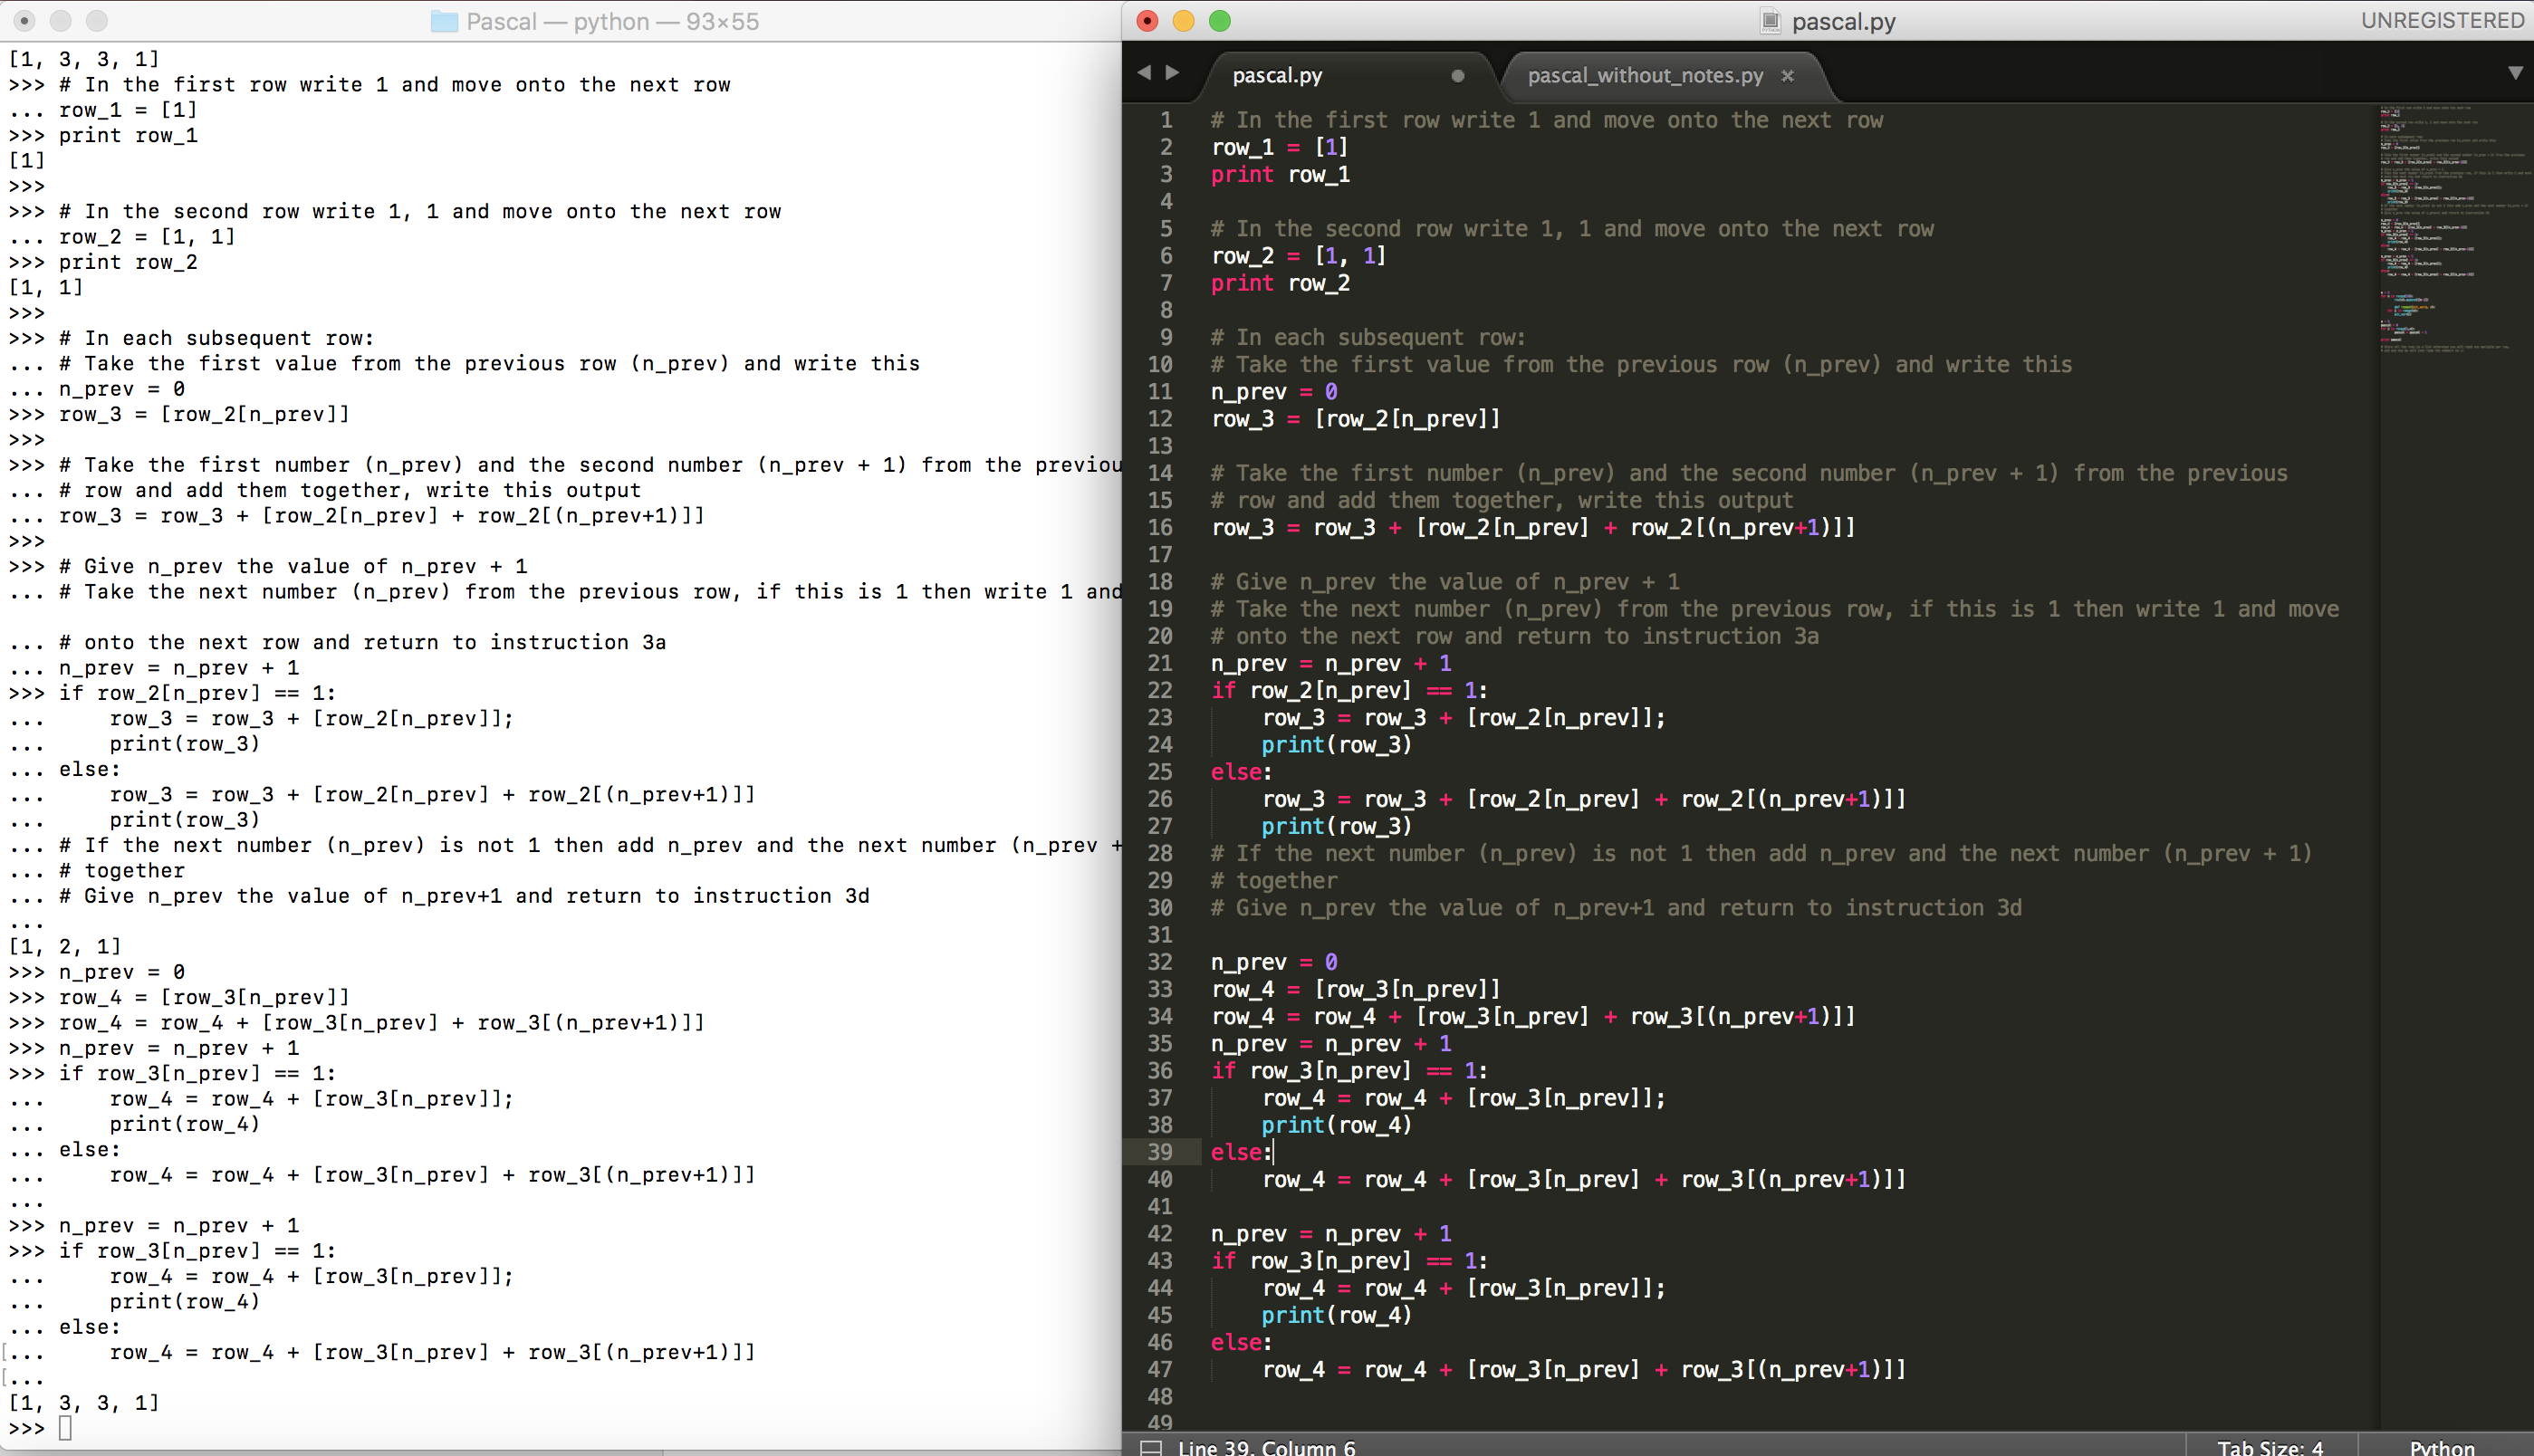 Pascal — python — 93×55
[1, 3, 3, 1]
>>> # In the first row write 1 and move onto the next row
... row_1 = [1]
>>> print row_1
[1]
>>>
>>> # In the second row write 1, 1 and move onto the next row
... row_2 = [1, 1]
>>> print row_2
[1, 1]
>>>
>>> # In each subsequent row:
... # Take the first value from the previous row (n_prev) and write this
... n_prev = 0
>>> row_3 = [row_2[n_prev]]
>>>
>>> # Take the first number (n_prev) and the second number (n_prev + 1) from the previou
... # row and add them together, write this output
... row_3 = row_3 + [row_2[n_prev] + row_2[(n_prev+1)]]
>>>
>>> # Give n_prev the value of n_prev + 1
... # Take the next number (n_prev) from the previous row, if this is 1 then write 1 and
... # onto the next row and return to instruction 3a
... n_prev = n_prev + 1
>>> if row_2[n_prev] == 1:
...     row_3 = row_3 + [row_2[n_prev]];
...     print(row_3)
... else:
...     row_3 = row_3 + [row_2[n_prev] + row_2[(n_prev+1)]]
...     print(row_3)
... # If the next number (n_prev) is not 1 then add n_prev and the next number (n_prev +
... # together
... # Give n_prev the value of n_prev+1 and return to instruction 3d
...
[1, 2, 1]
>>> n_prev = 0
>>> row_4 = [row_3[n_prev]]
>>> row_4 = row_4 + [row_3[n_prev] + row_3[(n_prev+1)]]
>>> n_prev = n_prev + 1
>>> if row_3[n_prev] == 1:
...     row_4 = row_4 + [row_3[n_prev]];
...     print(row_4)
... else:
...     row_4 = row_4 + [row_3[n_prev] + row_3[(n_prev+1)]]
...
>>> n_prev = n_prev + 1
>>> if row_3[n_prev] == 1:
...     row_4 = row_4 + [row_3[n_prev]];
...     print(row_4)
... else:
[...     row_4 = row_4 + [row_3[n_prev] + row_3[(n_prev+1)]]
[...
[1, 3, 3, 1]
>>>
pascal.py
UNREGISTERED
pascal.py
pascal_without_notes.py ×
1 # In the first row write 1 and move onto the next row
2 row_1 = [1]
3 print row_1
4
5 # In the second row write 1, 1 and move onto the next row
6 row_2 = [1, 1]
7 print row_2
8
9 # In each subsequent row:
10 # Take the first value from the previous row (n_prev) and write this
11 n_prev = 0
12 row_3 = [row_2[n_prev]]
13
14 # Take the first number (n_prev) and the second number (n_prev + 1) from the previous
15 # row and add them together, write this output
16 row_3 = row_3 + [row_2[n_prev] + row_2[(n_prev+1)]]
17
18 # Give n_prev the value of n_prev + 1
19 # Take the next number (n_prev) from the previous row, if this is 1 then write 1 and move
20 # onto the next row and return to instruction 3a
21 n_prev = n_prev + 1
22 if row_2[n_prev] == 1:
23     row_3 = row_3 + [row_2[n_prev]];
24     print(row_3)
25 else:
26     row_3 = row_3 + [row_2[n_prev] + row_2[(n_prev+1)]]
27     print(row_3)
28 # If the next number (n_prev) is not 1 then add n_prev and the next number (n_prev + 1)
29 # together
30 # Give n_prev the value of n_prev+1 and return to instruction 3d
31
32 n_prev = 0
33 row_4 = [row_3[n_prev]]
34 row_4 = row_4 + [row_3[n_prev] + row_3[(n_prev+1)]]
35 n_prev = n_prev + 1
36 if row_3[n_prev] == 1:
37     row_4 = row_4 + [row_3[n_prev]];
38     print(row_4)
39 else:
40     row_4 = row_4 + [row_3[n_prev] + row_3[(n_prev+1)]]
41
42 n_prev = n_prev + 1
43 if row_3[n_prev] == 1:
44     row_4 = row_4 + [row_3[n_prev]];
45     print(row_4)
46 else:
47     row_4 = row_4 + [row_3[n_prev] + row_3[(n_prev+1)]]
48
49
Line 39, Column 6
Tab Size: 4
Python